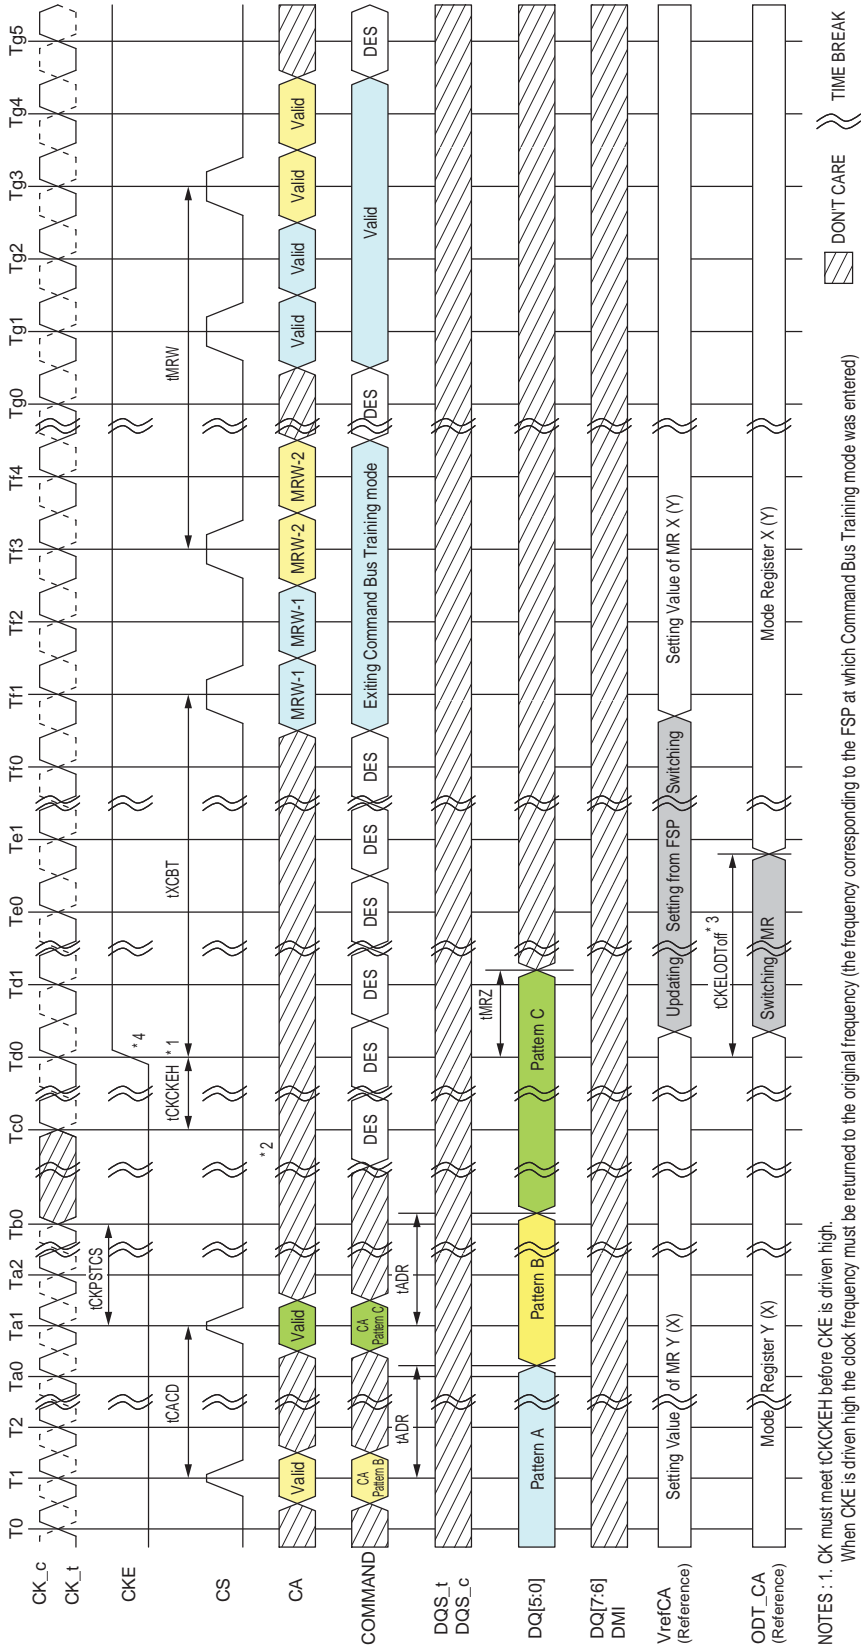 T0 T1 T2 Ta0 Ta1 Ta2 Tb0 Tc0 Td0 Td1 Te0 Te1 Tf0 Tf1 Tf2 Tf3 Tf4 Tg0 Tg1 Tg2 Tg3 Tg4 Tg5
CK_c
CK_t
tCKPSTCS
CKE
* 4
tCACD tCKCKEH * 1 tXCBT tMRW
CS
* 2
CA Valid Valid MRW-1 MRW-1 MRW-2 MRW-2 Valid Valid Valid Valid
COMMAND CA Pattern B CA Pattern C DES DES DES DES DES DES Exiting Command Bus Training mode DES Valid DES
tADR tADR
DQS_t
DQS_c
tMRZ
DQ[5:0] Pattern A Pattern B Pattern C
DQ[7:6]
DMI
VrefCA
(Reference)
Setting Value of MR Y (X) Updating Setting from FSP Switching Setting Value of MR X (Y)
tCKELODToff * 3
ODT_CA
(Reference)
Mode Register Y (X) Switching MR Mode Register X (Y)
NOTES : 1. CK must meet tCKCKEH before CKE is driven high.
When CKE is driven high the clock frequency must be returned to the original frequency (the frequency corresponding to the FSP at which Command Bus Training mode was entered)
DON'T CARE TIME BREAK